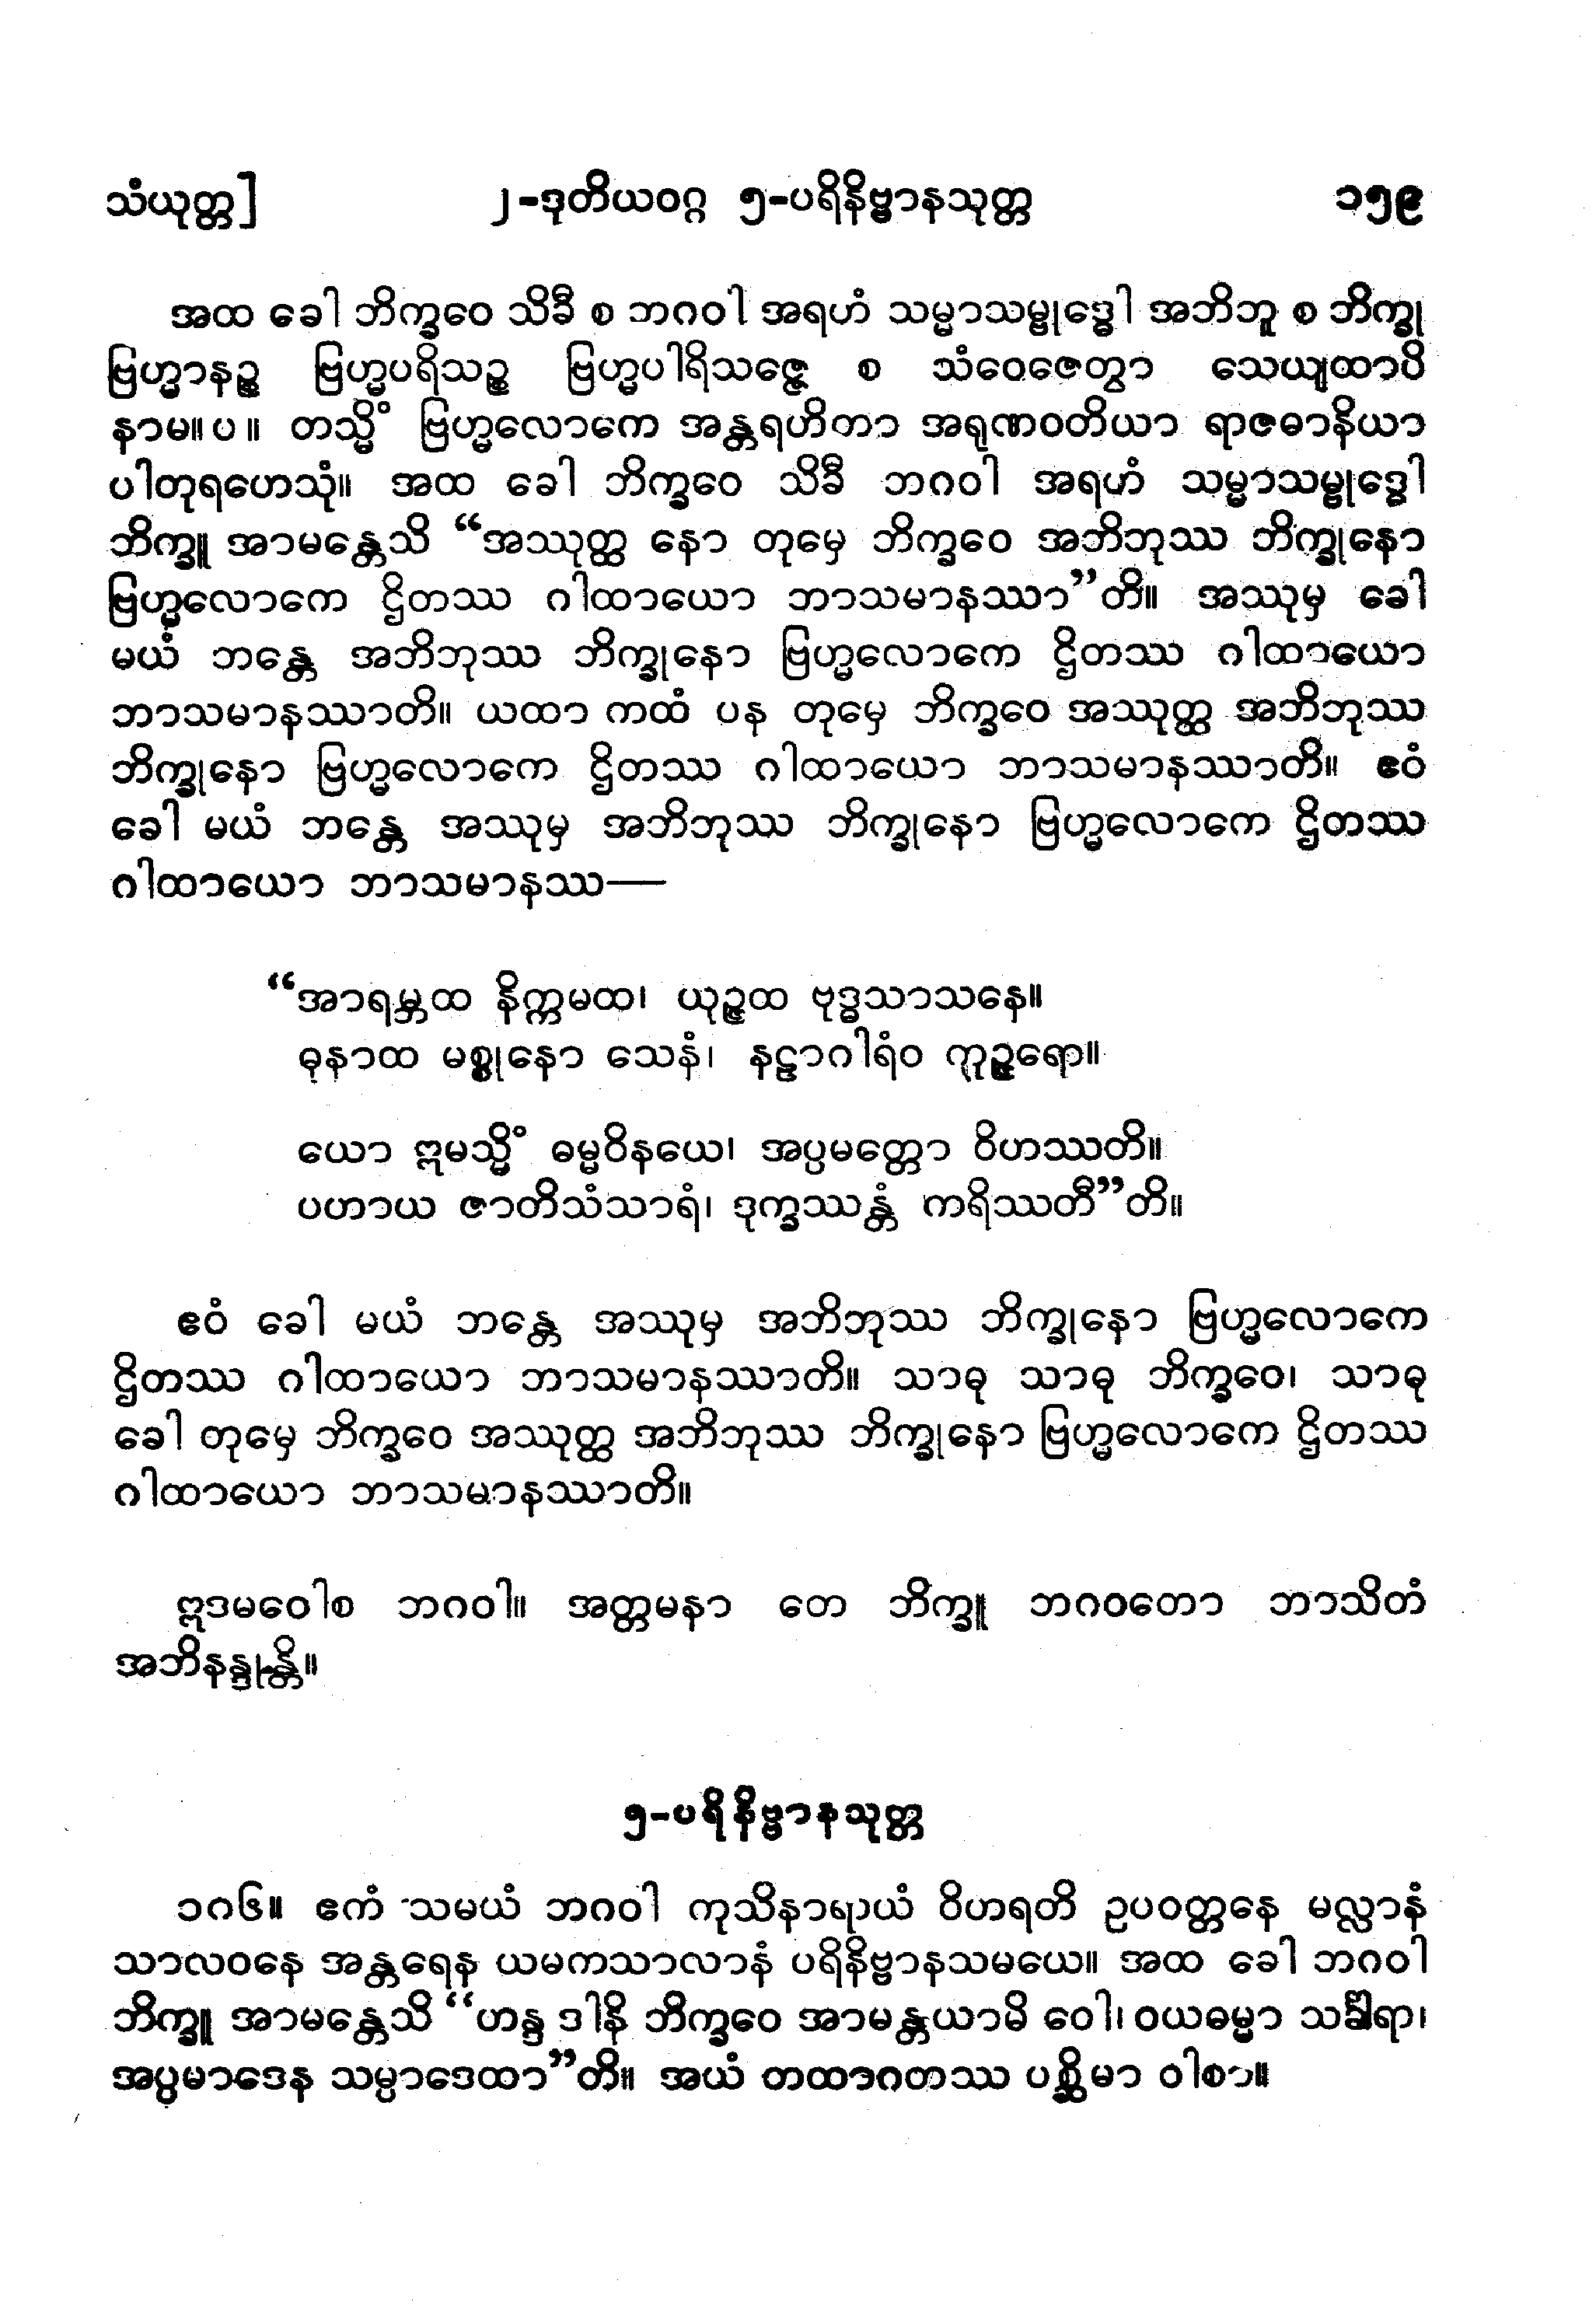 သံယုတ္တ]
၂-ဒုတိယဝဂ္ဂ ၅-ပရိနိဗ္ဗာနသုတ္တ
၁၅၉
အထ ခေါ ဘိက္ခဝေ သိခီ စ ဘဂဝါ အရဟံ သမ္မာသမ္ဗုဒ္ဓေါ အဘိဘူ စ ဘိက္ခု
ဗြဟ္မာနဉ္စ ဗြဟ္မပရိသဉ္စ ဗြဟ္မပါရိသဇ္ဇေ စ သံဝေဇေတွာ သေယျထာပိ
နာမ။ပ။ တသ္မိံ ဗြဟ္မလောကေ အန္တရဟိတာ အရုဏဝတိယာ ရာဇဓာနိယာ
ပါတုရဟေသုံ။ အထ ခေါ ဘိက္ခဝေ သိခီ ဘဂဝါ အရဟံ သမ္မာသမ္ဗုဒ္ဓေါ
ဘိက္ခူ အာမန္တေသိ “အဿုတ္ထ နော တုမှေ ဘိက္ခဝေ အဘိဘုဿ ဘိက္ခုနော
ဗြဟ္မလောကေ ဌိတဿ ဂါထာယော ဘာသမာနဿာ”တိ။ အဿုမှ ခေါ
မယံ ဘန္တေ အဘိဘုဿ ဘိက္ခုနော ဗြဟ္မလောကေ ဌိတဿ ဂါထာယော
ဘာသမာနဿာတိ။ ယထာ ကထံ ပန တုမှေ ဘိက္ခဝေ အဿုတ္ထ အဘိဘုဿ
ဘိက္ခုနော ဗြဟ္မလောကေ ဌိတဿ ဂါထာယော ဘာသမာနဿာတိ။ ဧဝံ
ခေါ မယံ ဘန္တေ အဿုမှ အဘိဘုဿ ဘိက္ခုနော ဗြဟ္မလောကေ ဌိတဿ
ဂါထာယော ဘာသမာနဿ—
“အာရမ္ဘထ နိက္ကမထ၊ ယုဉ္ဇထ ဗုဒ္ဓသာသနေ။
ဓုနာထ မစ္စုနော သေနံ၊ နဠာဂါရံဝ ကုဉ္ဇရော။
ယော ဣမသ္မိံ ဓမ္မဝိနယေ၊ အပ္ပမတ္တော ဝိဟဿတိ။
ပဟာယ ဇာတိသံသာရံ၊ ဒုက္ခဿန္တံ ကရိဿတီ”တိ။
ဧဝံ ခေါ မယံ ဘန္တေ အဿုမှ အဘိဘုဿ ဘိက္ခုနော ဗြဟ္မလောကေ
ဌိတဿ ဂါထာယော ဘာသမာနဿာတိ။ သာဓု သာဓု ဘိက္ခဝေ၊ သာဓု
ခေါ တုမှေ ဘိက္ခဝေ အဿုတ္ထ အဘိဘုဿ ဘိက္ခုနော ဗြဟ္မလောကေ ဌိတဿ
ဂါထာယော ဘာသမာနဿာတိ။
ဣဒမဝေါစ ဘဂဝါ။ အတ္တမနာ တေ ဘိက္ခူ ဘဂဝတော ဘာသိတံ
အဘိနန္ဒုန္တိ။
၅-ပရိနိဗ္ဗာနသုတ္တ
၁၈၆။ ဧကံ သမယံ ဘဂဝါ ကုသိနာရာယံ ဝိဟရတိ ဥပဝတ္တနေ မလ္လာနံ
သာလဝနေ အန္တရေန ယမကသာလာနံ ပရိနိဗ္ဗာနသမယေ။ အထ ခေါ ဘဂဝါ
ဘိက္ခူ အာမန္တေသိ “ဟန္ဒ ဒါနိ ဘိက္ခဝေ အာမန္တယာမိ ဝေါ၊ ဝယဓမ္မာ သင်္ခါရာ၊
အပ္ပမာဒေန သမ္ပာဒေထာ”တိ။ အယံ တထာဂတဿ ပစ္ဆိမာ ဝါစာ။